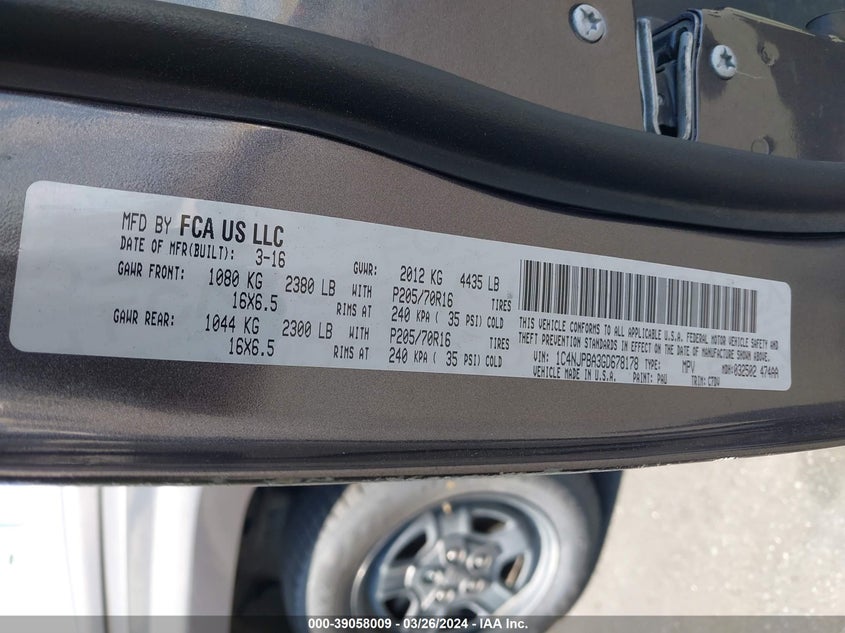 MFD BY FCA US LLC
DATE OF MFR(BUILT): 3-16 GVWR: 2012 KG 4435 LB
GAWR FRONT: 1080 KG 2380 LB WITH P205/70R16 TIRES
16X6.5 RIMS AT 240 KPA ( 35 PSI) COLD
GAWR REAR: 1044 KG 2300 LB WITH P205/70R16 TIRES
16X6.5 RIMS AT 240 KPA ( 35 PSI) COLD
THIS VEHICLE CONFORMS TO ALL APPLICABLE U.S.A. FEDERAL MOTOR VEHICLE SAFETY AND
THEFT PREVENTION STANDARDS IN EFFECT ON THE DATE OF MANUFACTURE SHOWN ABOVE.
VIN: 1C4NJPBA3GD678178 TYPE: MPV MDH:032502 474AA
VEHICLE MADE IN U.S.A. PAINT: PAU TRIM: C7DV
000-39058009 - 03/26/2024 - IAA Inc.